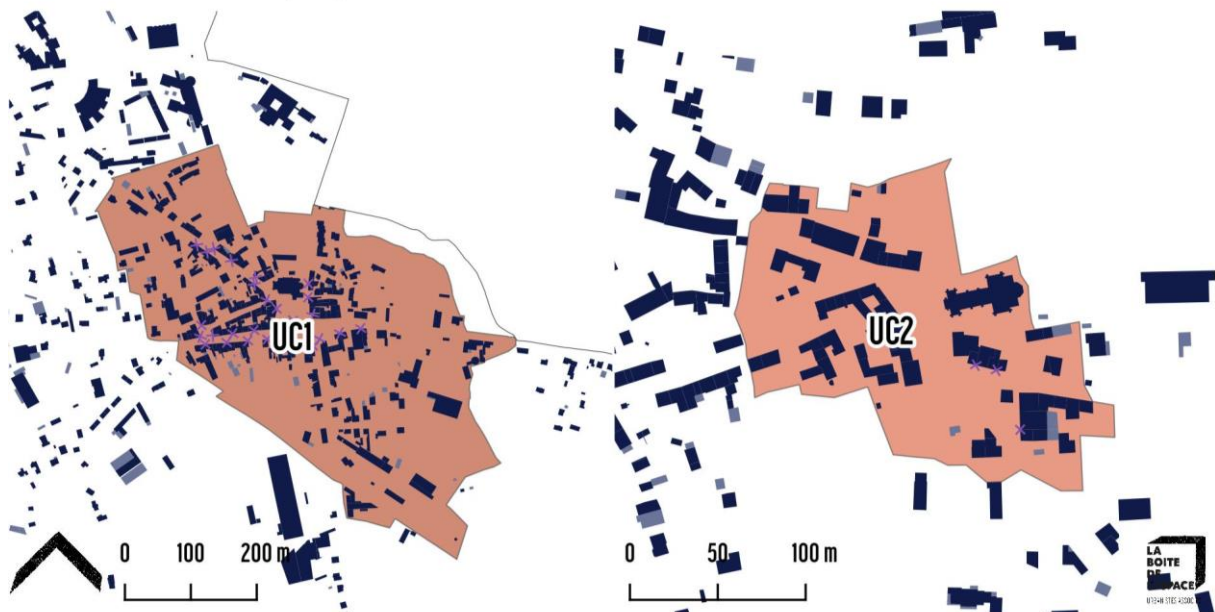 UC1
UC2
0 100 200 m
0 50 100 m
LA
BOITE
DE
L'ESPACE